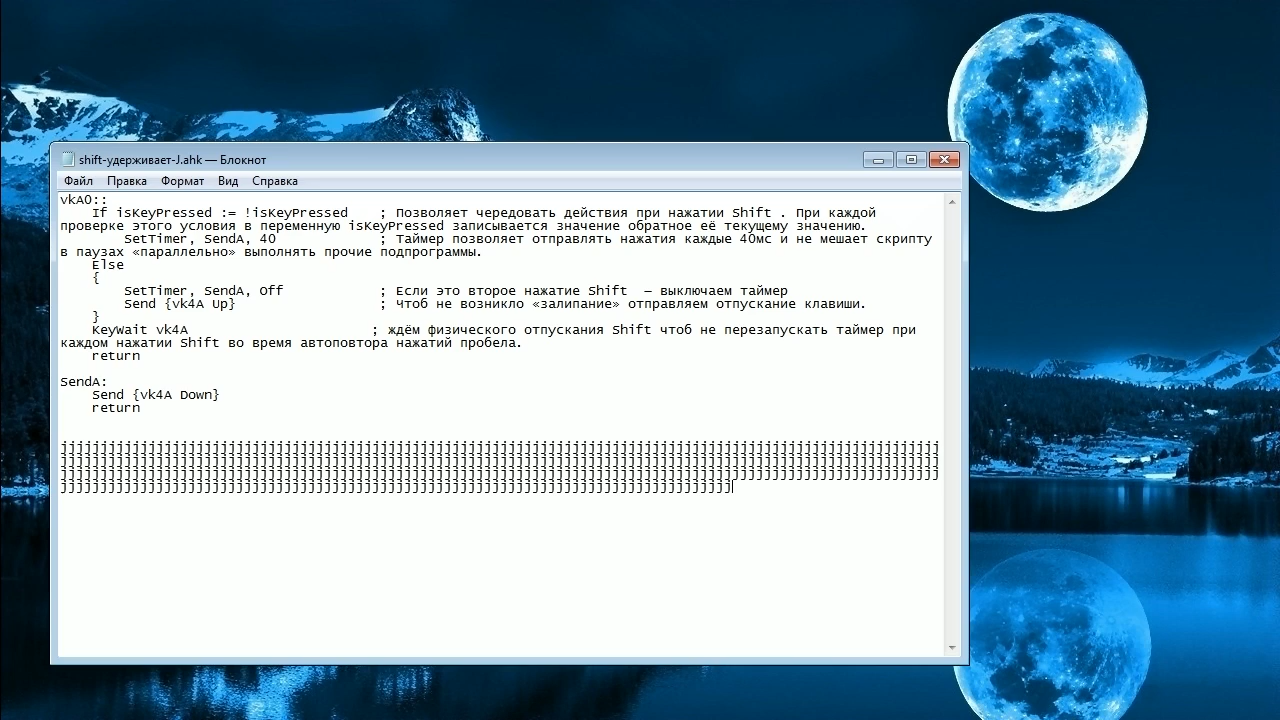 shift-удерживает-J.ahk — Блокнот
Файл Правка Формат Вид Справка
vkA0::
If isKeyPressed := !isKeyPressed ; Позволяет чередовать действия при нажатии Shift . При каждой
проверке этого условия в переменную isKeyPressed записывается значение обратное её текущему значению.
SetTimer, SendA, 40 ; Таймер позволяет отправлять нажатия каждые 40мс и не мешает скрипту
в паузах «параллельно» выполнять прочие подпрограммы.
Else
{
SetTimer, SendA, Off ; Если это второе нажатие Shift – выключаем таймер
Send {vk4A Up} ; Чтоб не возникло «залипание» отправляем отпускание клавиши.
}
KeyWait vk4A ; ждём физического отпускания Shift чтоб не перезапускать таймер при
каждом нажатии Shift во время автоповтора нажатий пробела.
return
SendA:
Send {vk4A Down}
return
jjjjjjjjjjjjjjjjjjjjjjjjjjjjjjjjjjjjjjjjjjjjjjjjjjjjjjjjjjjjjjjjjjjjjjjjjjjjjjjjjjjjjjjjjjjjjjjjjjjjjjjjjjjjjj
jjjjjjjjjjjjjjjjjjjjjjjjjjjjjjjjjjjjjjjjjjjjjjjjjjjjjjjjjjjjjjjjjjjjjjjjjjjjjjjjjjjjjjjjjjjjjjjjjjjjjjjjjjjjjj
jjjjjjjjjjjjjjjjjjjjjjjjjjjjjjjjjjjjjjjjjjjjjjjjjjjjjjjjjjjjjjjjjjjjjjjjjjjjjjjjjjjjjjjjjjjjjjjjjjjjjjjjjjjjjj
jjjjjjjjjjjjjjjjjjjjjjjjjjjjjjjjjjjjjjjjjjjjjjjjjjjjjjjjjjjjjjjjjjjjjjjjjjjjjjjjjjjj